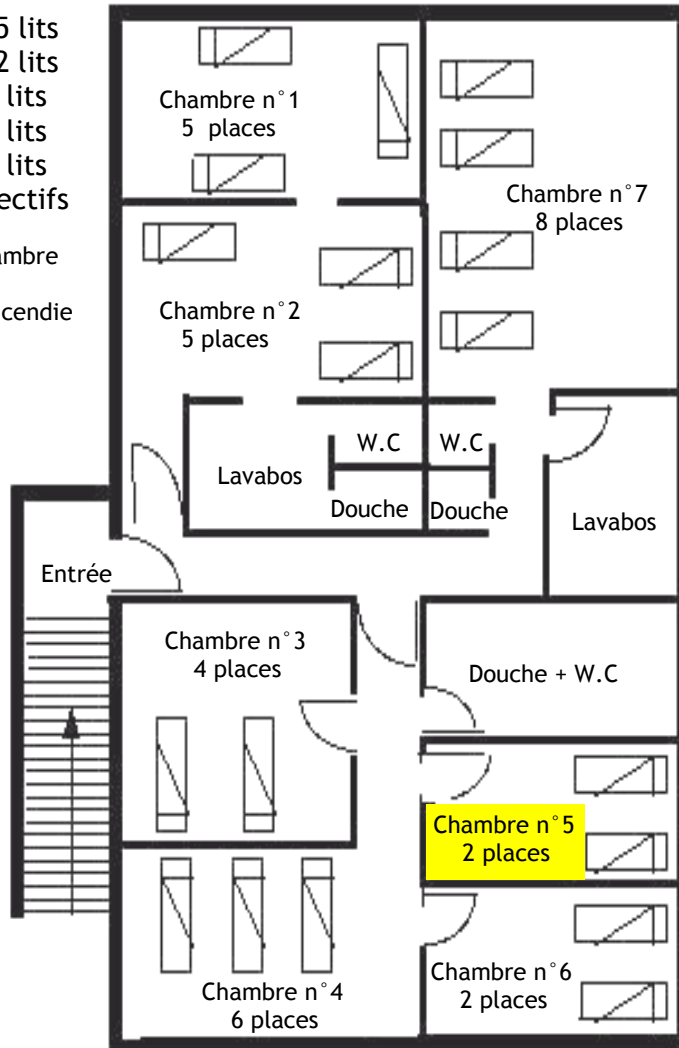 5 lits
2 lits
lits
lits
lits
ectifs
ambre
cendie
Chambre n°1
5 places
Chambre n°7
8 places
Chambre n°2
5 places
W.C
W.C
Lavabos
Douche
Douche
Lavabos
Entrée
Chambre n°3
4 places
Douche + W.C
Chambre n°5
2 places
Chambre n°6
2 places
Chambre n°4
6 places